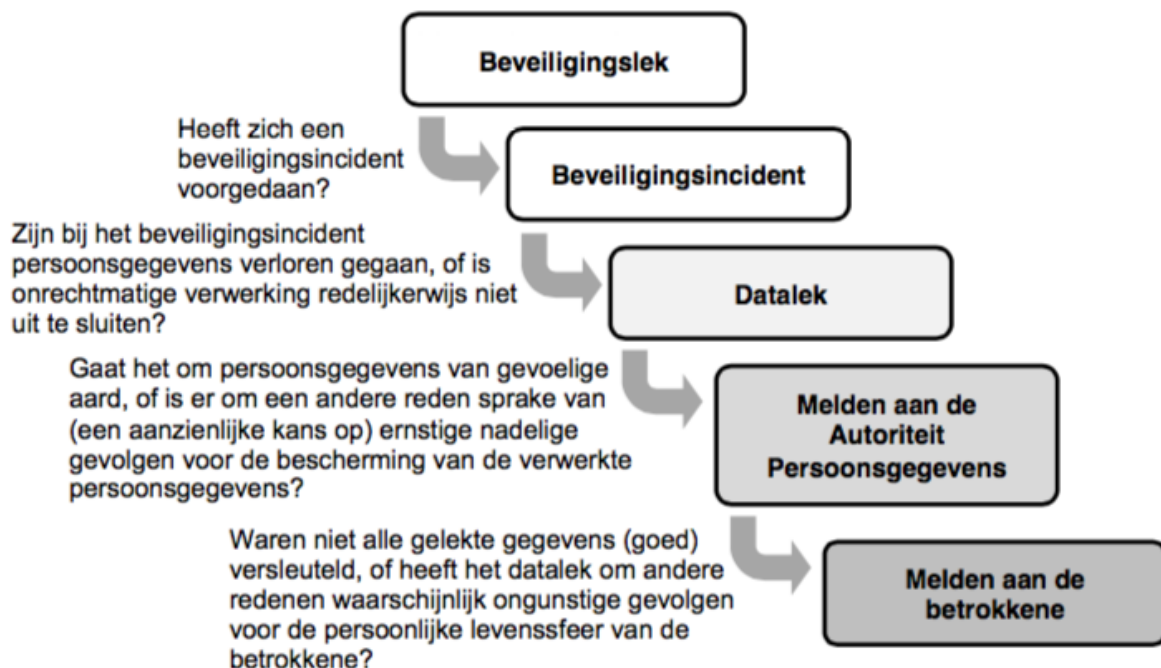 Beveiligingslek
Heeft zich een
beveiligingsincident
voorgedaan?
Beveiligingsincident
Zijn bij het beveiligingsincident
persoonsgegevens verloren gegaan, of is
onrechtmatige verwerking redelijkerwijs niet
uit te sluiten?
Datalek
Gaat het om persoonsgegevens van gevoelige
aard, of is er om een andere reden sprake van
(een aanzienlijke kans op) ernstige nadelige
gevolgen voor de bescherming van de verwerkte
persoonsgegevens?
Melden aan de
Autoriteit
Persoonsgegevens
Waren niet alle gelekte gegevens (goed)
versleuteld, of heeft het datalek om andere
redenen waarschijnlijk ongunstige gevolgen
voor de persoonlijke levenssfeer van de
betrokkene?
Melden aan de
betrokkene